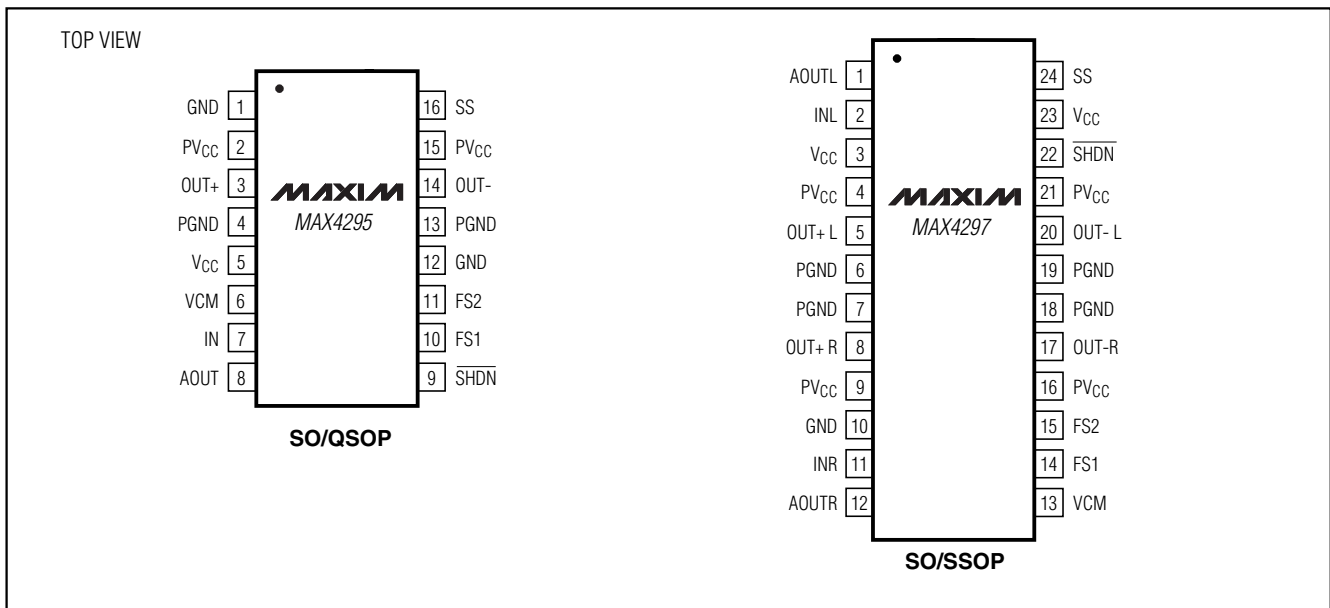 TOP VIEW
GND 1
PVCC 2
OUT+ 3
PGND 4
VCC 5
VCM 6
IN 7
AOUT 8
16 SS
15 PVCC
14 OUT-
13 PGND
12 GND
11 FS2
10 FS1
9 SHDN
MAXIM
MAX4295
SO/QSOP
AOUTL 1
INL 2
VCC 3
PVCC 4
OUT+ L 5
PGND 6
PGND 7
OUT+ R 8
PVCC 9
GND 10
INR 11
AOUTR 12
24 SS
23 VCC
22 SHDN
21 PVCC
20 OUT- L
19 PGND
18 PGND
17 OUT-R
16 PVCC
15 FS2
14 FS1
13 VCM
MAXIM
MAX4297
SO/SSOP